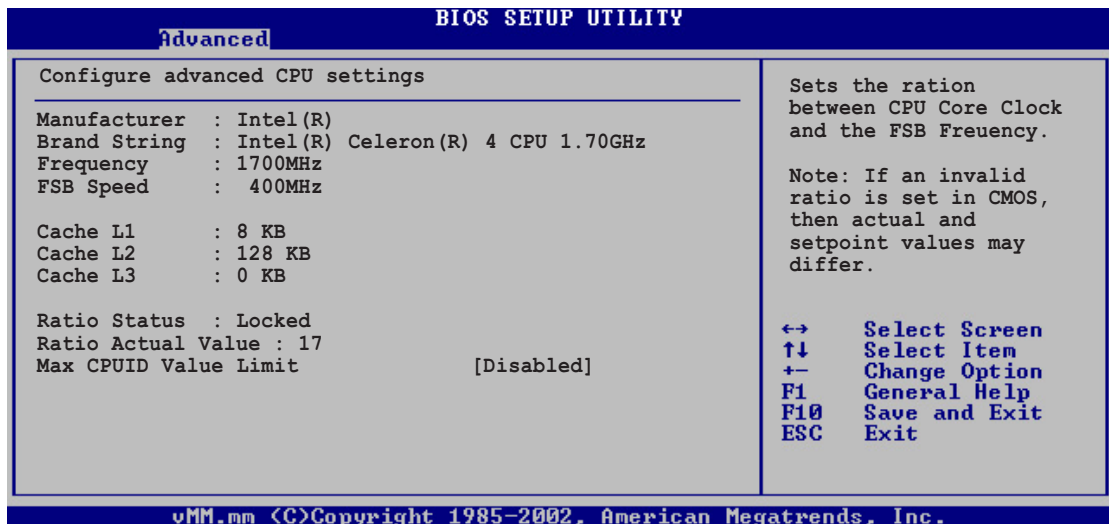 BIOS SETUP UTILITY
Advanced
Configure advanced CPU settings
Manufacturer : Intel(R)
Brand String : Intel(R) Celeron(R) 4 CPU 1.70GHz
Frequency : 1700MHz
FSB Speed : 400MHz
Cache L1 : 8 KB
Cache L2 : 128 KB
Cache L3 : 0 KB
Ratio Status : Locked
Ratio Actual Value : 17
Max CPUID Value Limit [Disabled]
Sets the ration
between CPU Core Clock
and the FSB Freuency.
Note: If an invalid
ratio is set in CMOS,
then actual and
setpoint values may
differ.
←→ Select Screen
↑↓ Select Item
+- Change Option
F1 General Help
F10 Save and Exit
ESC Exit
vMM.mm (C)Copyright 1985-2002, American Megatrends, Inc.